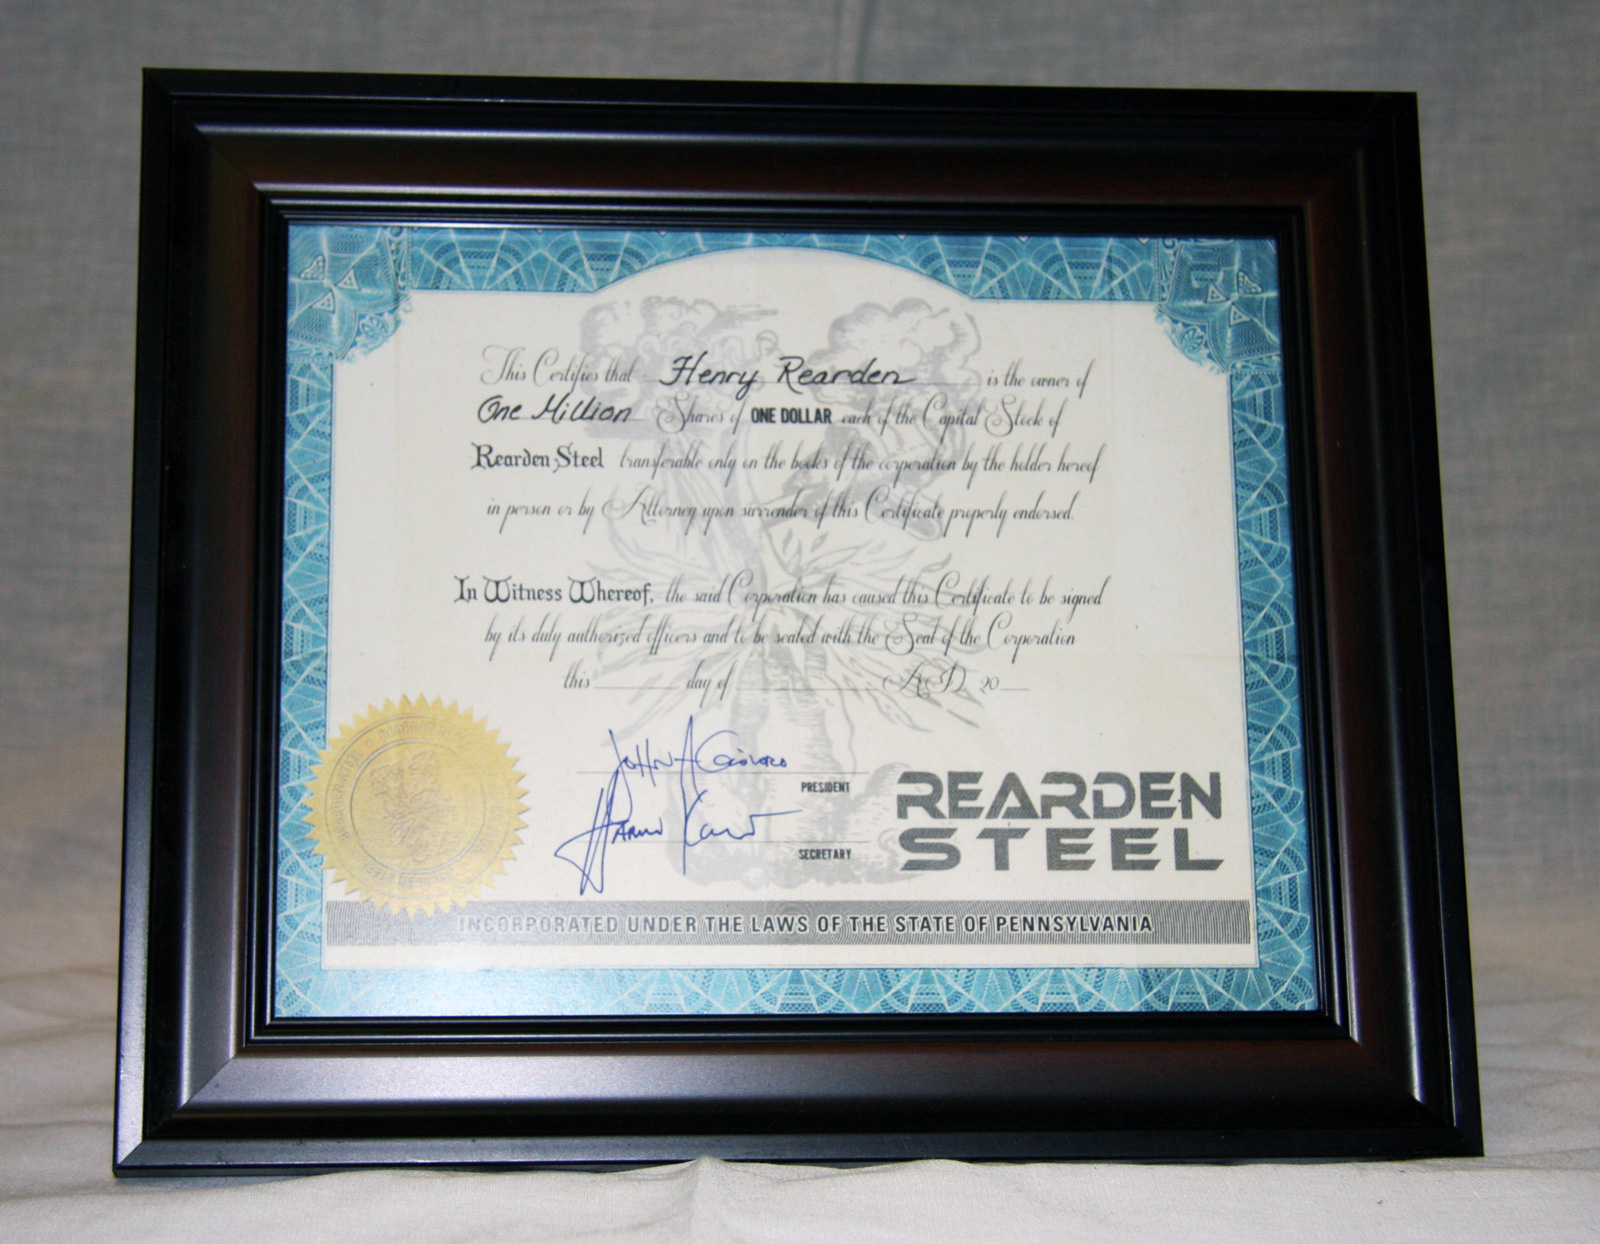 This Certifies that Henry Rearden is the owner of
One Million Shares of ONE DOLLAR each of the Capital Stock of
Rearden Steel transferable only on the books of the corporation by the holder hereof
in person or by Attorney upon surrender of this Certificate properly endorsed.
In Witness Whereof, the said Corporation has caused this Certificate to be signed
by its duly authorized officers and to be sealed with the Seal of the Corporation
this day of A.D. 20
John A
PRESIDENT
SECRETARY
REARDEN
STEEL
INCORPORATED UNDER THE LAWS OF THE STATE OF PENNSYLVANIA